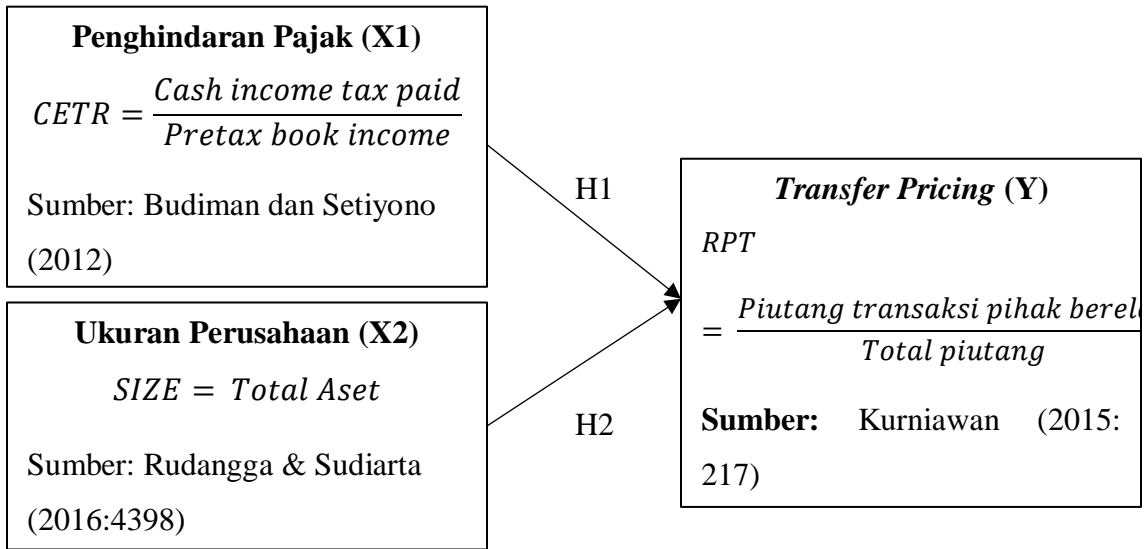 Penghindaran Pajak (X1)
CETR = Cash income tax paid / Pretax book income
Sumber: Budiman dan Setiyono
(2012)
H1
Ukuran Perusahaan (X2)
SIZE = Total Aset
Sumber: Rudangga & Sudiarta
(2016:4398)
H2
Transfer Pricing (Y)
RPT
= Piutang transaksi pihak berel / Total piutang
Sumber: Kurniawan (2015:
217)